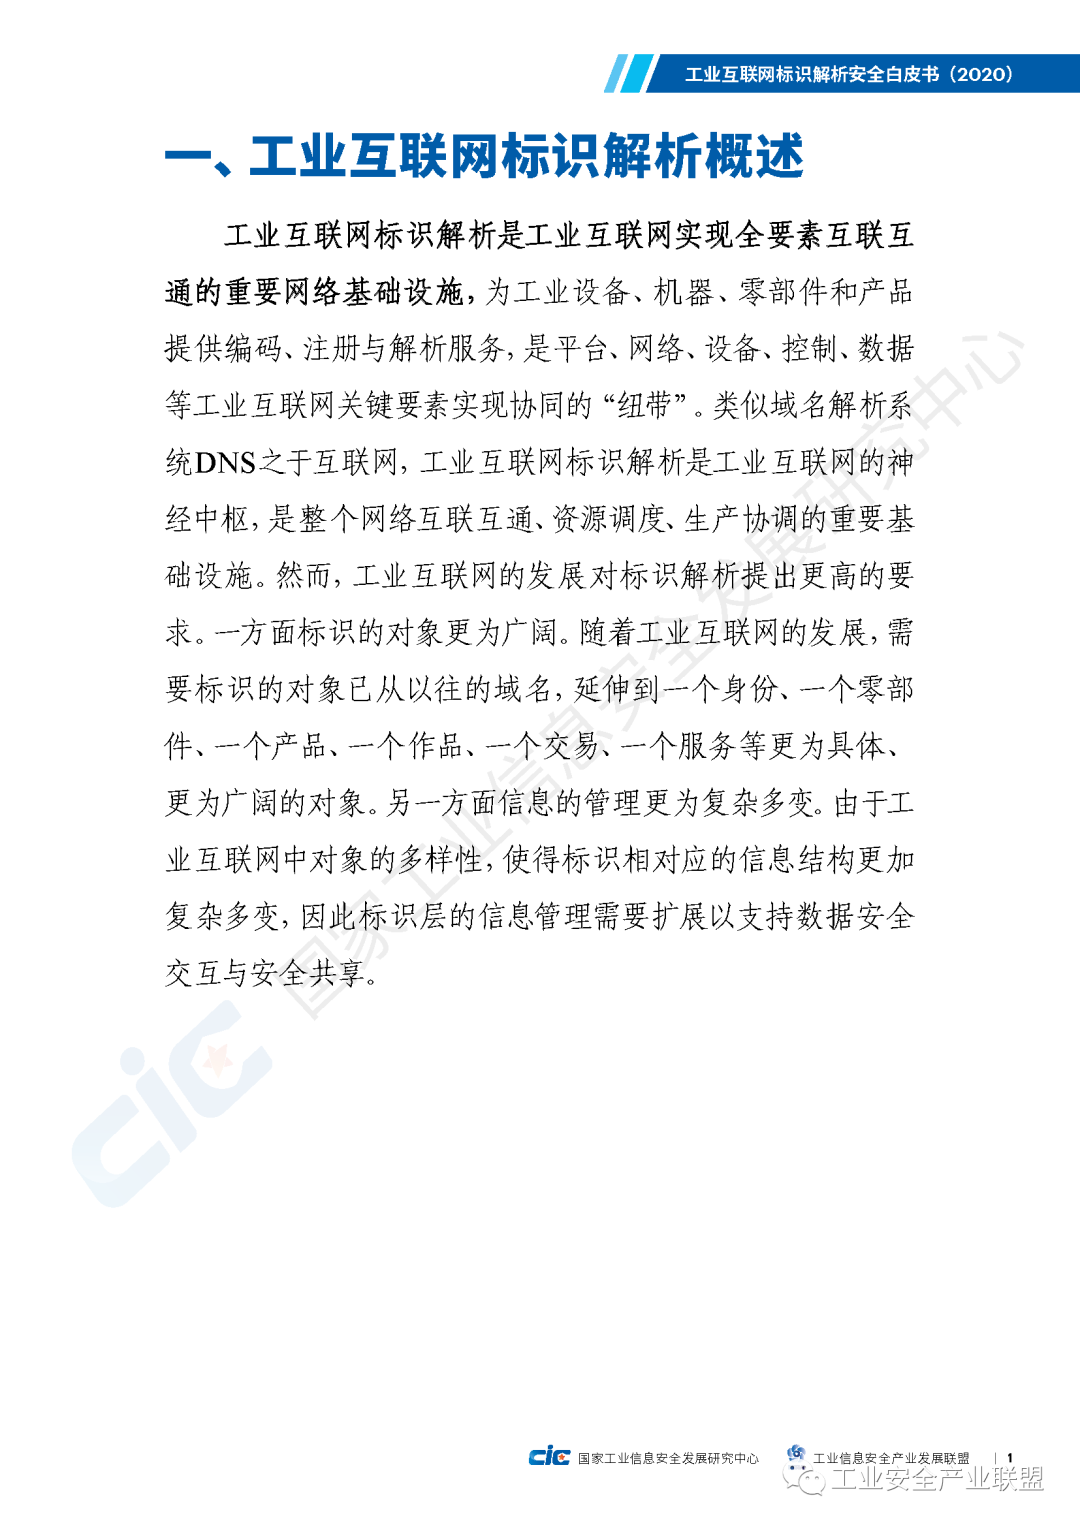 工业互联网标识解析安全白皮书（2020）
一、工业互联网标识解析概述
工业互联网标识解析是工业互联网实现全要素互联互
通的重要网络基础设施，为工业设备、机器、零部件和产品
提供编码、注册与解析服务，是平台、网络、设备、控制、数据
等工业互联网关键要素实现协同的“纽带”。类似域名解析系
统DNS之于互联网，工业互联网标识解析是工业互联网的神
经中枢，是整个网络互联互通、资源调度、生产协调的重要基
础设施。然而，工业互联网的发展对标识解析提出更高的要
求。一方面标识的对象更为广阔。随着工业互联网的发展，需
要标识的对象已从以往的域名，延伸到一个身份、一个零部
件、一个产品、一个作品、一个交易、一个服务等更为具体、
更为广阔的对象。另一方面信息的管理更为复杂多变。由于工
业互联网中对象的多样性，使得标识相对应的信息结构更加
复杂多变，因此标识层的信息管理需要扩展以支持数据安全
交互与安全共享。
国家工业信息安全发展研究中心
cic
cic 国家工业信息安全发展研究中心 工业信息安全产业发展联盟 | 1
工业安全产业联盟